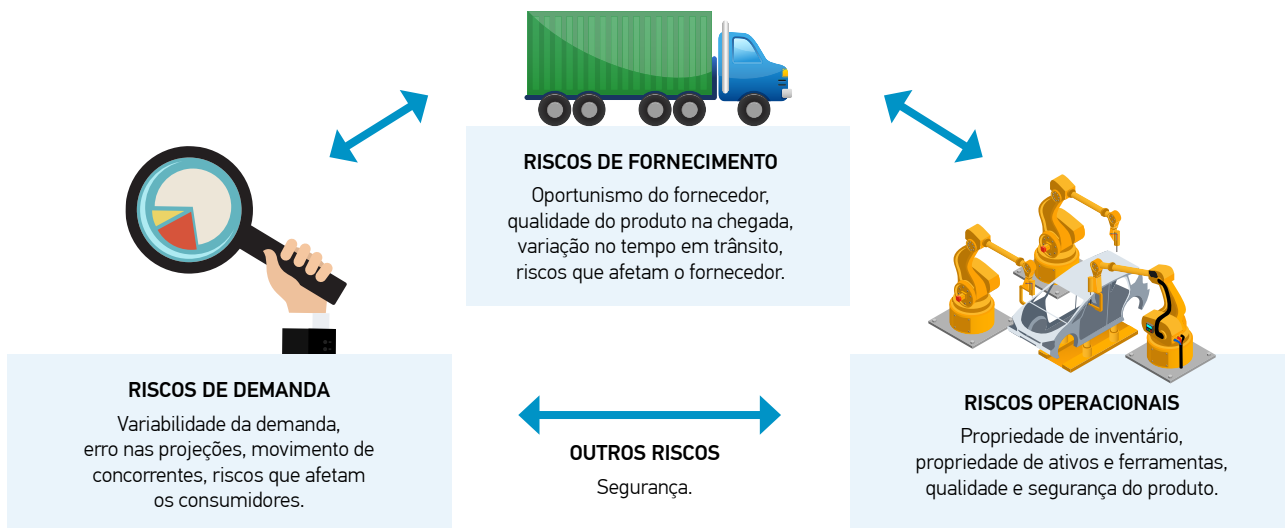 RISCOS DE FORNECIMENTO
Oportunismo do fornecedor,
qualidade do produto na chegada,
variação no tempo em trânsito,
riscos que afetam o fornecedor.
RISCOS DE DEMANDA
Variabilidade da demanda,
erro nas projeções, movimento de
concorrentes, riscos que afetam
os consumidores.
OUTROS RISCOS
Segurança.
RISCOS OPERACIONAIS
Propriedade de inventário,
propriedade de ativos e ferramentas,
qualidade e segurança do produto.